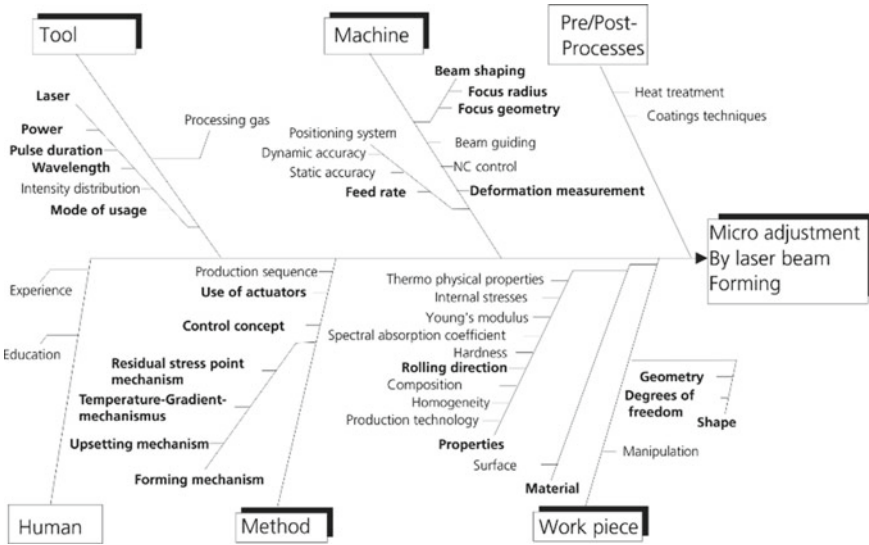 Tool
Machine
Pre/Post-
Processes
Laser
Power
Pulse duration
Wavelength
Intensity distribution
Mode of usage
Processing gas
Beam shaping
Focus radius
Focus geometry
Positioning system
Dynamic accuracy
Static accuracy
Feed rate
Beam guiding
NC control
Deformation measurement
Heat treatment
Coatings techniques
Micro adjustment
By laser beam
Forming
Experience
Education
Production sequence
Use of actuators
Control concept
Residual stress point
mechanism
Temperature-Gradient-
mechanismus
Upsetting mechanism
Forming mechanism
Thermo physical properties
Internal stresses
Young's modulus
Spectral absorption coefficient
Hardness
Rolling direction
Composition
Homogeneity
Production technology
Properties
Surface
Material
Geometry
Degrees of
freedom
Shape
Manipulation
Human
Method
Work piece